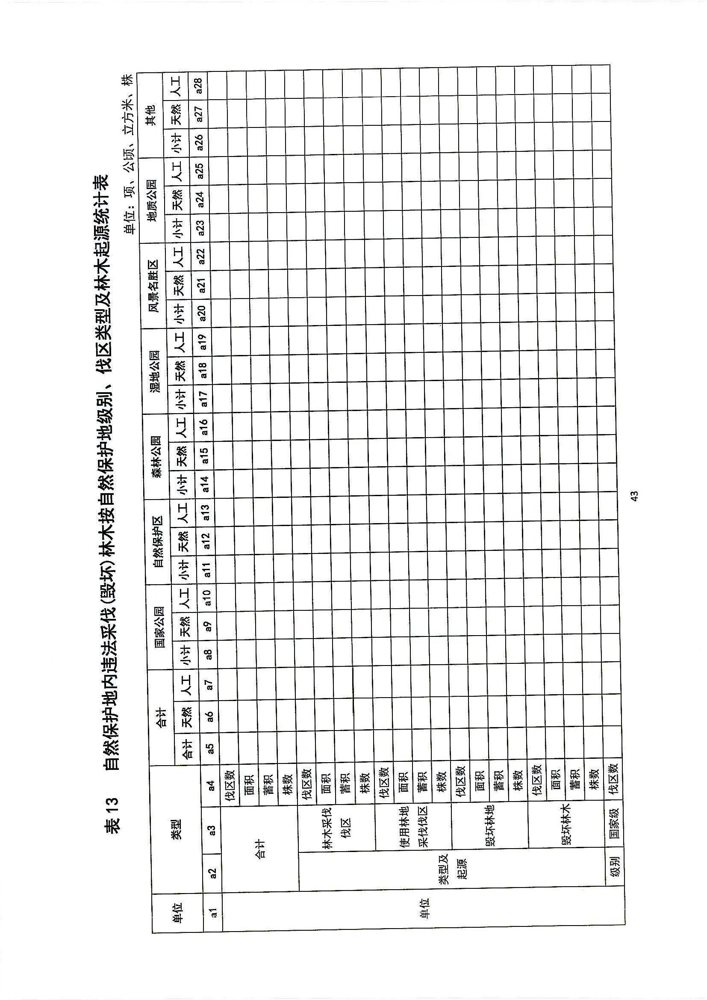 表 13 自然保护地内违法采伐(毁坏)林木按自然保护地级别、伐区类型及林木起源统计表
单位：项、公顷、立方米、株
单位 类型 合计 国家公园 自然保护区 森林公园 湿地公园 风景名胜区 地质公园 其他
合计 天然 人工 小计 天然 人工 小计 天然 人工 小计 天然 人工 小计 天然 人工 小计 天然 人工 小计 天然 人工 小计 天然 人工
a1 a2 a3 a4 a5 a6 a7 a8 a9 a10 a11 a12 a13 a14 a15 a16 a17 a18 a19 a20 a21 a22 a23 a24 a25 a26 a27 a28
单位
合计
伐区数
面积
蓄积
株数
类型及
起源
林木采伐
伐区
伐区数
面积
蓄积
株数
使用林地
采伐伐区
伐区数
面积
蓄积
株数
毁坏林地
伐区数
面积
蓄积
株数
毁坏林木
伐区数
面积
蓄积
株数
级别 国家级 伐区数
43